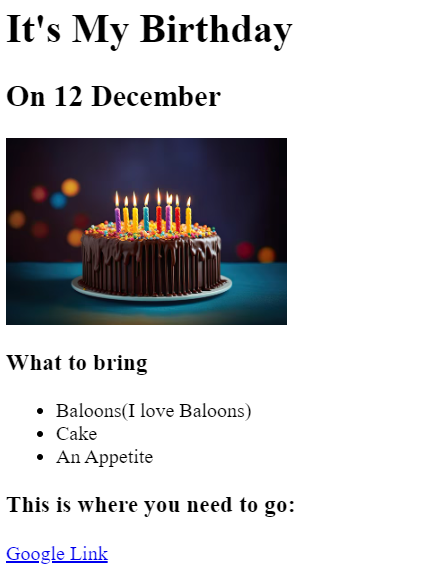 It's My Birthday
On 12 December
What to bring
Baloons(I love Baloons)
Cake
An Appetite
This is where you need to go:
Google Link